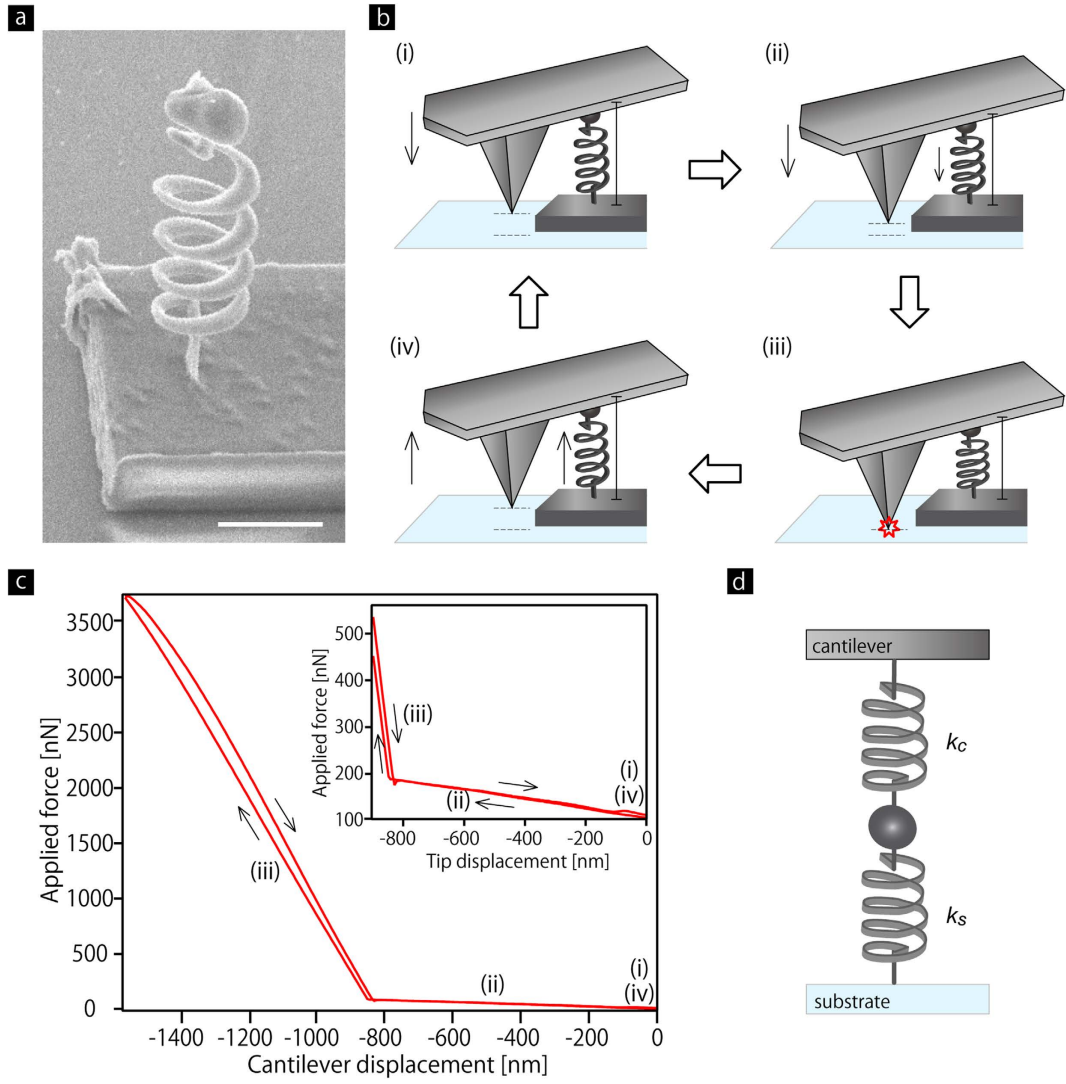 a
b
(i)
(ii)
(iv)
(iii)
c
Applied force [nN]
3500
3000
2500
2000
1500
1000
500
0
-1400
-1200
-1000
-800
-600
-400
-200
0
Cantilever displacement [nm]
(iii)
(ii)
(i)
(iv)
Applied force [nN]
500
400
300
200
100
-800
-600
-400
-200
0
Tip displacement [nm]
(iii)
(ii)
(i)
(iv)
d
cantilever
kc
ks
substrate